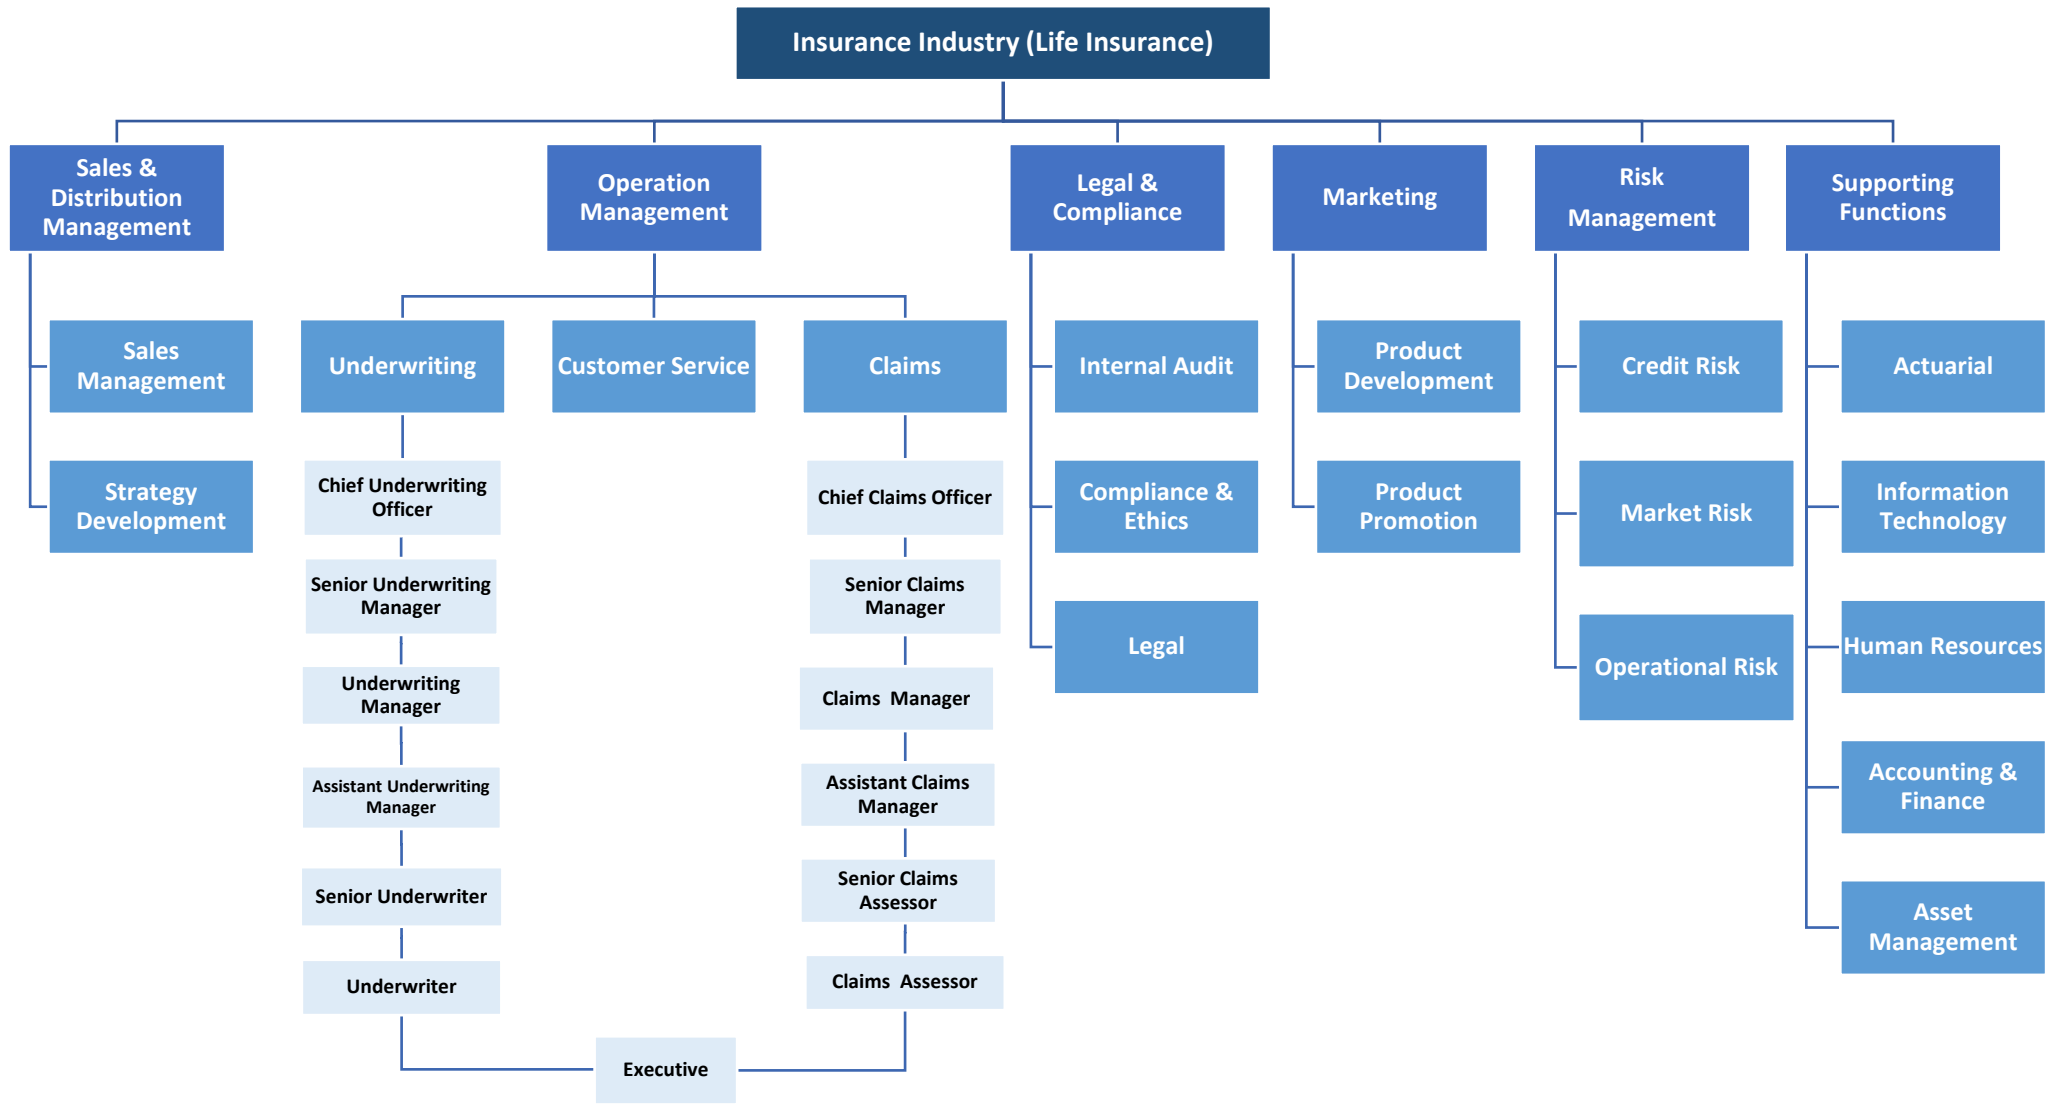 Insurance Industry (Life Insurance)
Sales &
Distribution
Management
Operation
Management
Legal &
Compliance
Marketing
Risk
Management
Supporting
Functions
Sales
Management
Strategy
Development
Underwriting
Customer Service
Claims
Chief Underwriting
Officer
Senior Underwriting
Manager
Underwriting
Manager
Assistant Underwriting
Manager
Senior Underwriter
Underwriter
Chief Claims Officer
Senior Claims
Manager
Claims  Manager
Assistant Claims
Manager
Senior Claims
Assessor
Claims  Assessor
Executive
Internal Audit
Compliance &
Ethics
Legal
Product
Development
Product
Promotion
Credit Risk
Market Risk
Operational Risk
Actuarial
Information
Technology
Human Resources
Accounting &
Finance
Asset
Management